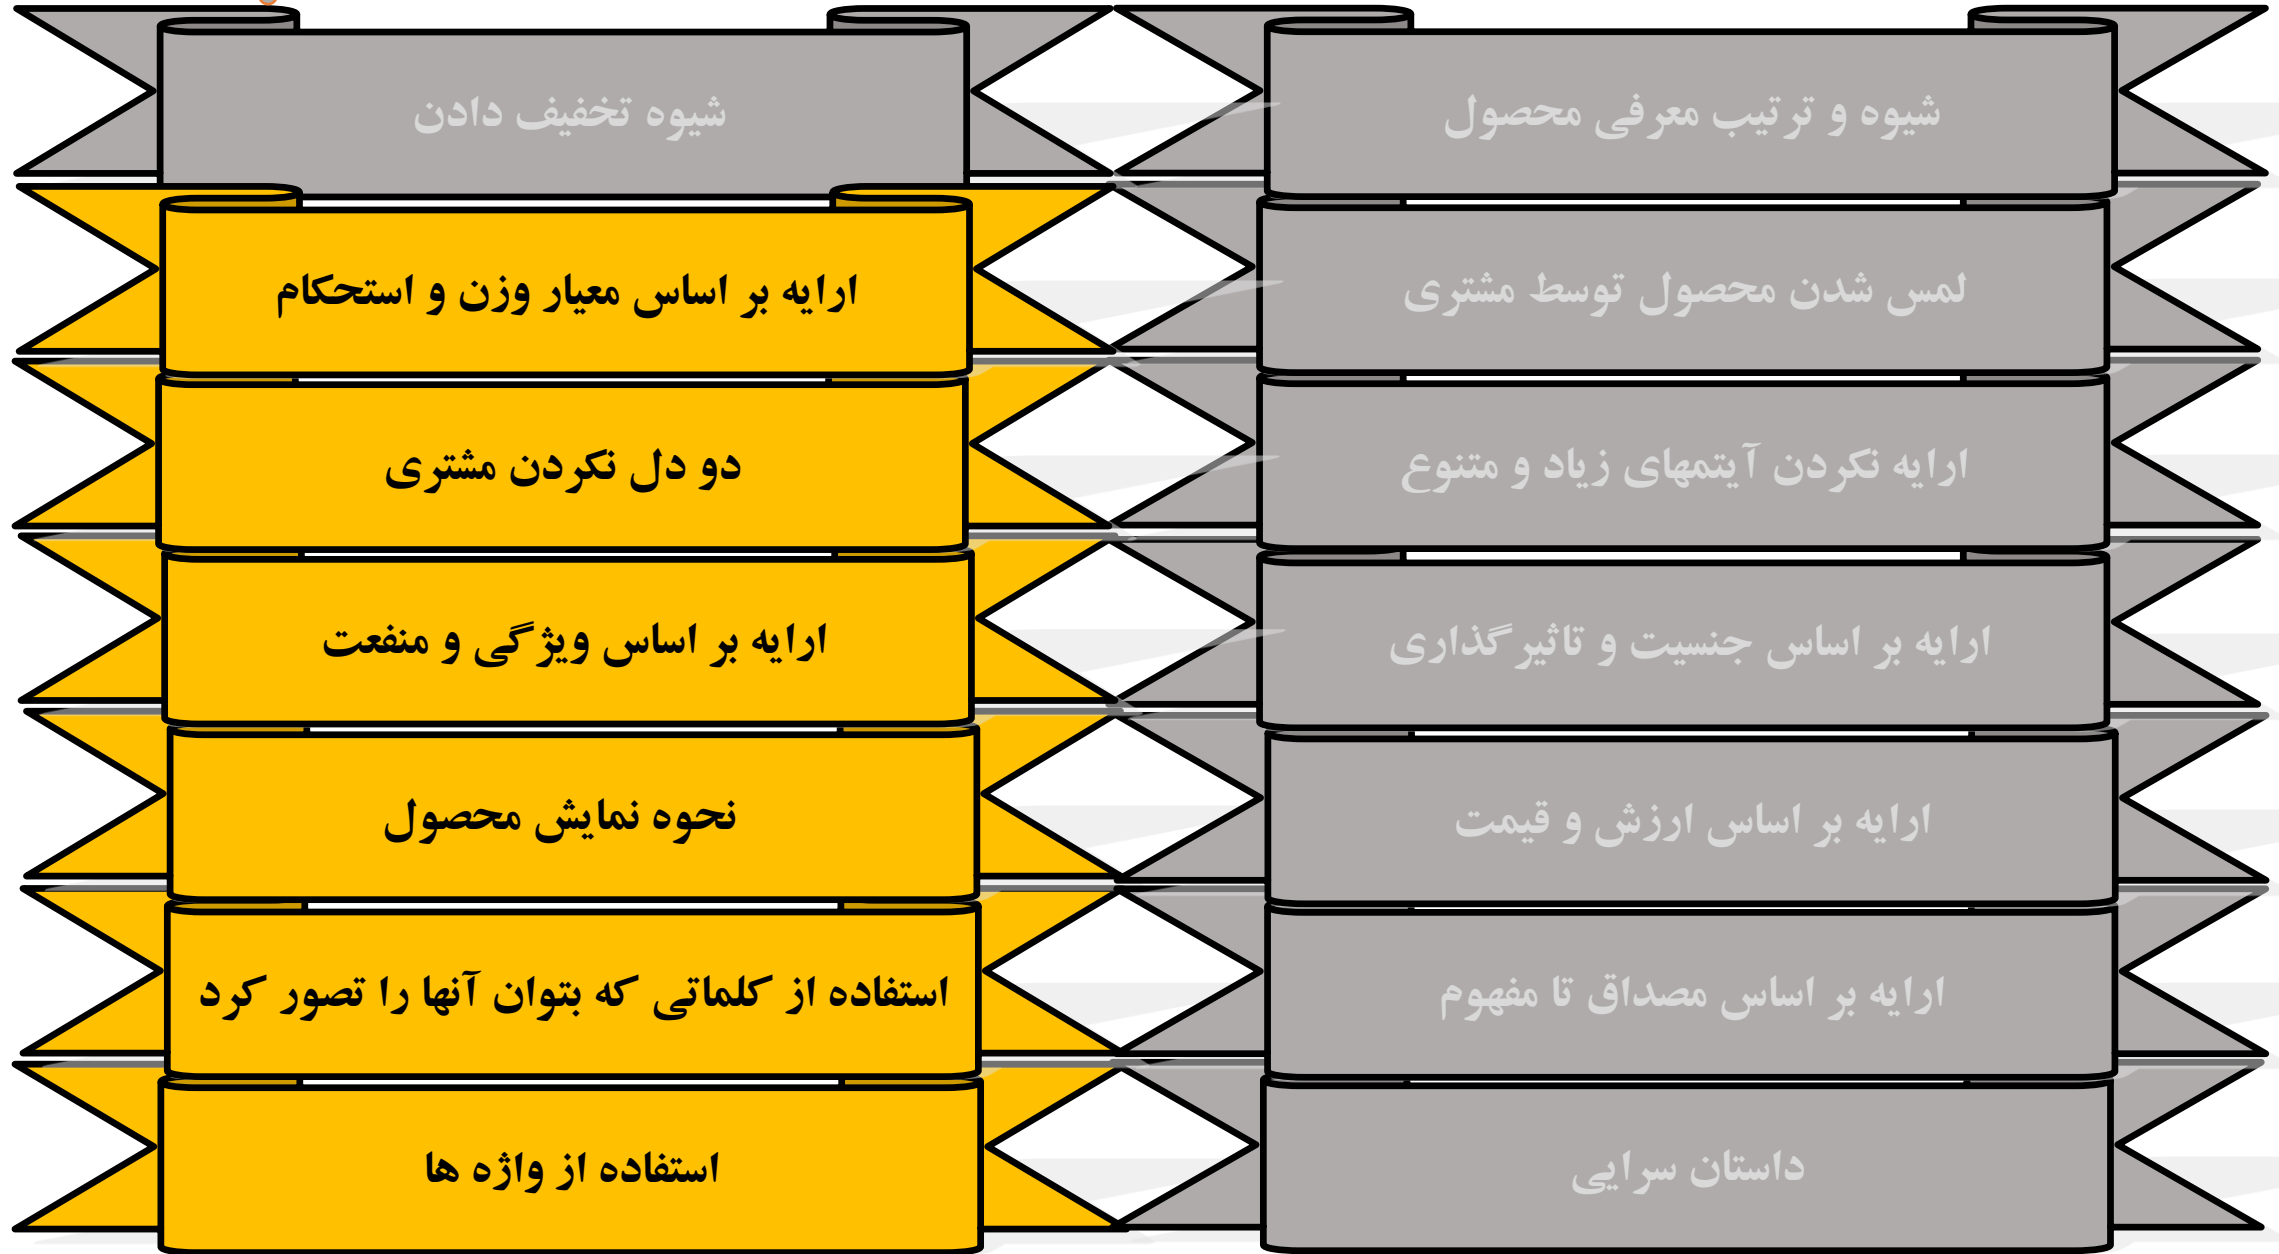 شیوه و ترتیب معرفی محصول
لمس شدن محصول توسط مشتری
ارایه نکردن آیتمهای زیاد و متنوع
ارایه بر اساس جنسیت و تاثیر گذاری
ارایه بر اساس ارزش و قیمت
ارایه بر اساس مصداق تا مفهوم
داستان سرایی
شیوه تخفیف دادن
ارایه بر اساس معیار وزن و استحکام
دو دل نکردن مشتری
ارایه بر اساس ویژگی و منفعت
نحوه نمایش محصول
استفاده از کلماتی که بتوان آنها را تصور کرد
استفاده از واژه ها